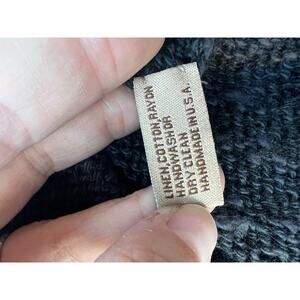 LINEN, COTTON, RAYON
HANDWASH OR
DRY CLEAN
HANDMADE IN U.S.A.